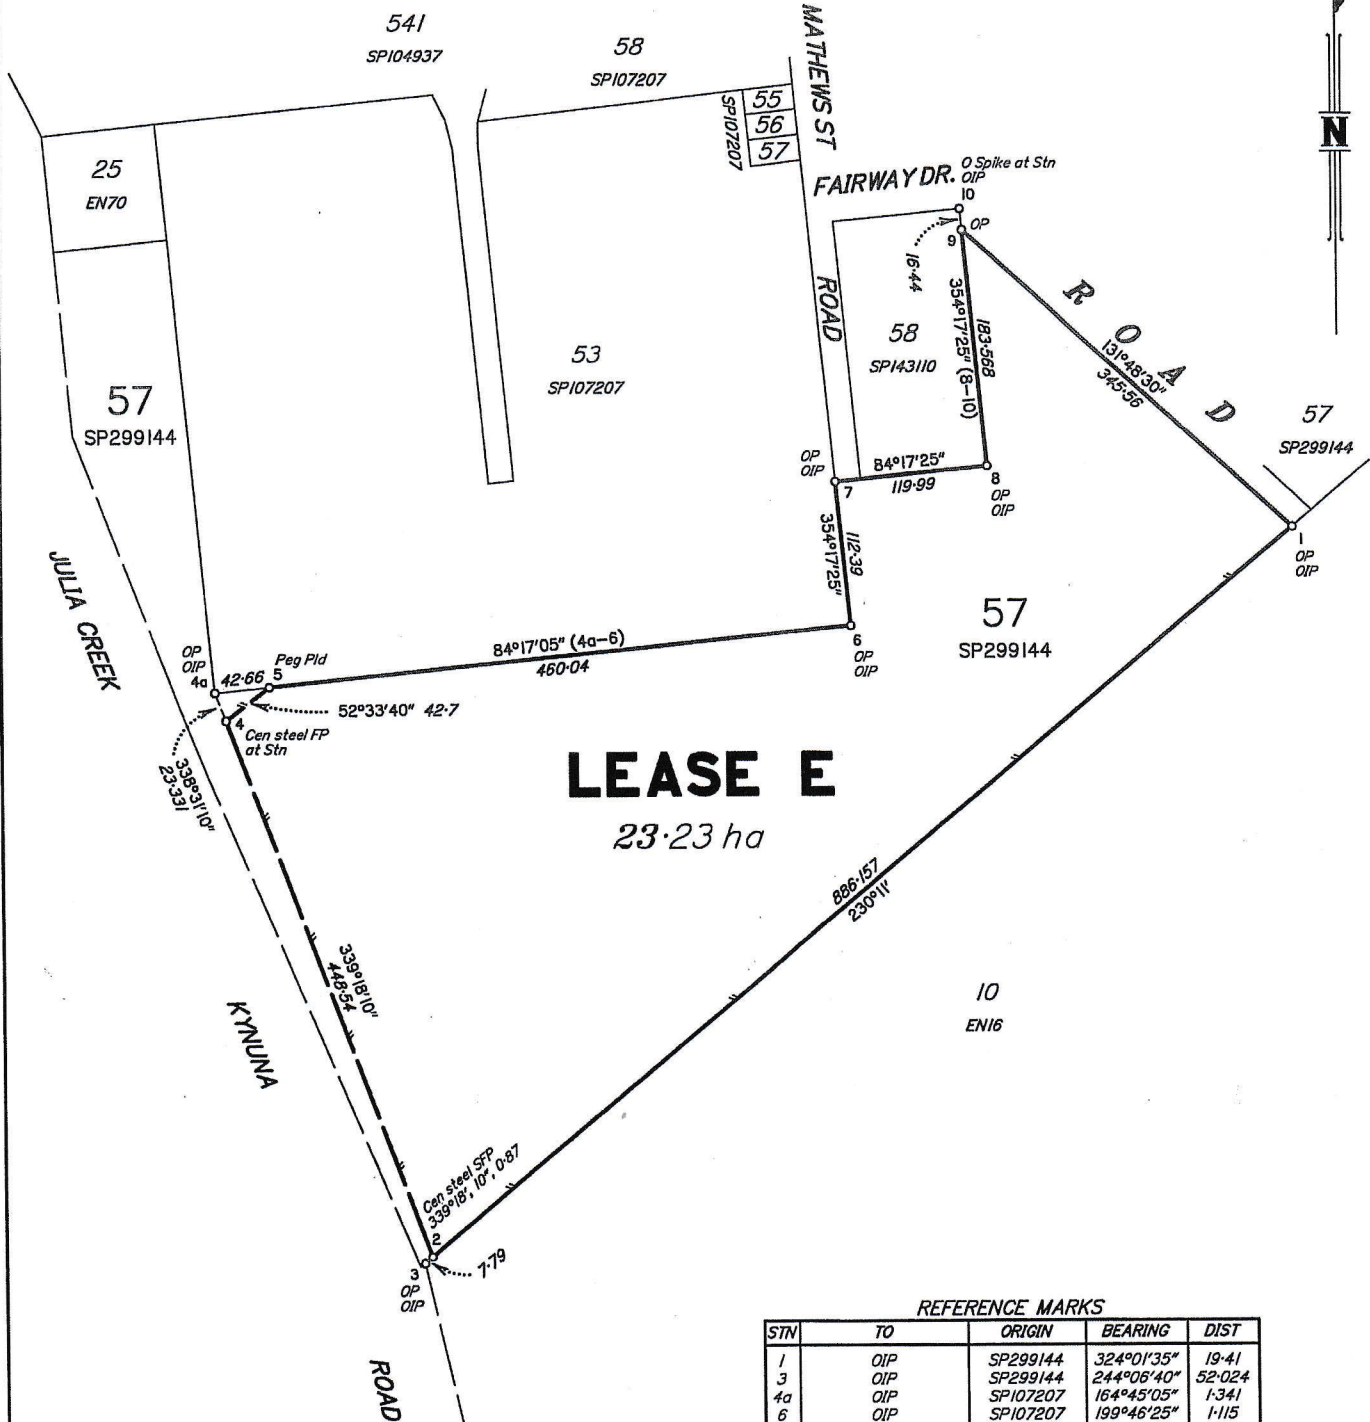 541
SP104937
58
SP107207
MATHEWS ST
N
55
56
57
SP107207
25
EN70
FAIRWAY DR.
O Spike at Stn
OIP
10
OP
9
16·44
ROAD
354°17'25" (8-10)
183·568
ROAD
131°48'30"
345·56
58
SP143110
53
SP107207
57
SP299144
57
SP299144
OP
OIP
7
84°17'25"
119·99
8
OP
OIP
1
OP
OIP
354°17'25"
112·39
JULIA CREEK
57
SP299144
6
OP
OIP
84°17'05" (4a-6)
460·04
OP
OIP
4a
42·66
Peg Pld
5
52°33'40" 42·7
4
Cen steel FP
at Stn
338°31'10"
23·331
LEASE E
23·23 ha
886·157
230°11'
339°18'10"
448·54
10
EN16
KYNUNA
Cen steel SFP
339°18', 10", 0·87
2
7·79
3
OP
OIP
ROAD
REFERENCE MARKS
STN TO ORIGIN BEARING DIST
1 OIP SP299144 324°01'35" 19·41
3 OIP SP299144 244°06'40" 52·024
4a OIP SP107207 164°45'05" 1·341
6 OIP SP107207 199°46'25" 1·115